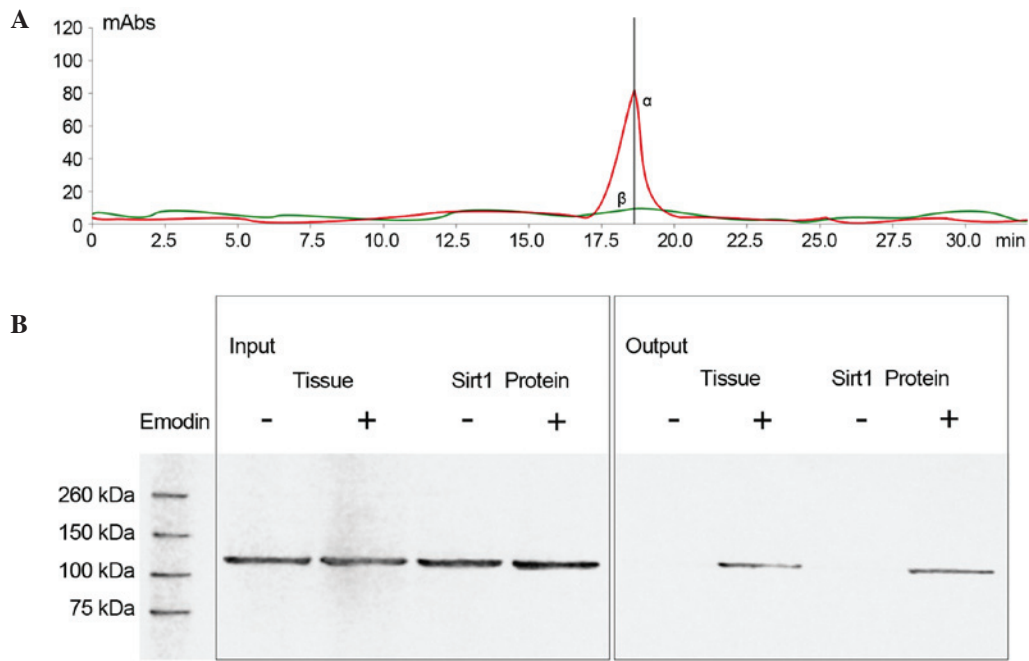 A
mAbs
120
100
80
60
40
20
0
α
β
0 2.5 5.0 7.5 10.0 12.5 15.0 17.5 20.0 22.5 25.0 27.5 30.0 min
B
Input Output
Tissue Sirt1 Protein Tissue Sirt1 Protein
Emodin - + - + - + - +
260 kDa
150 kDa
100 kDa
75 kDa